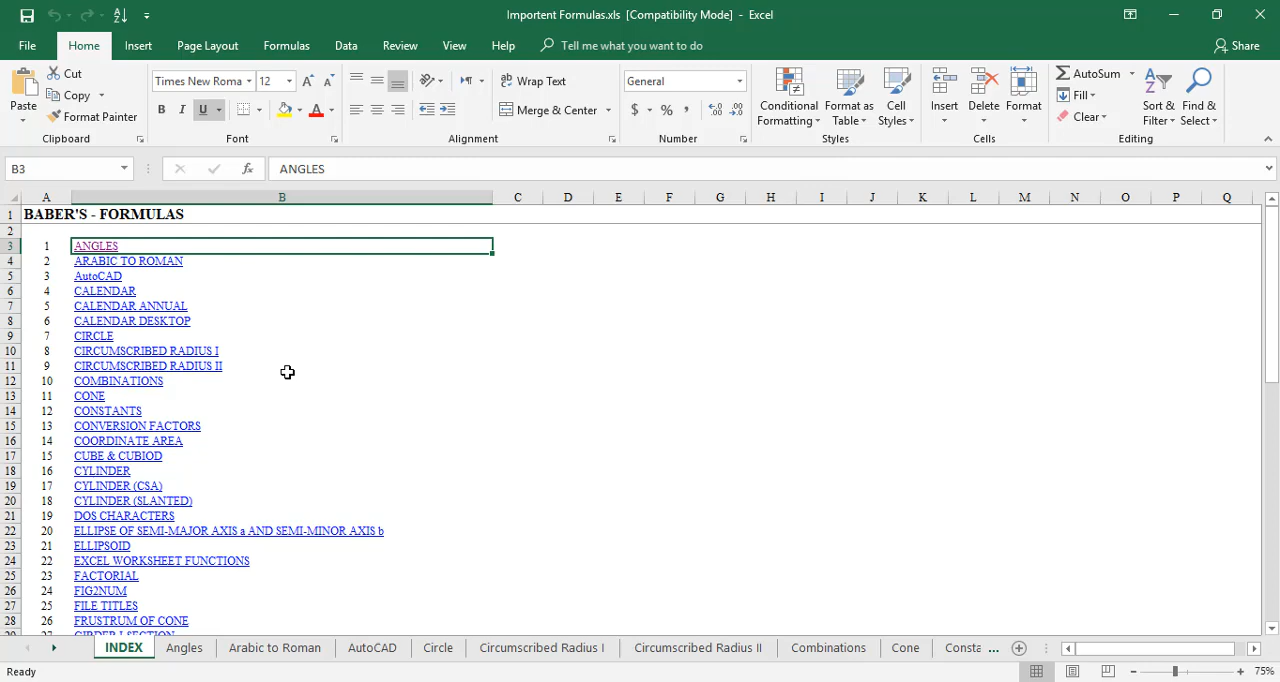 Importent Formulas.xls  [Compatibility Mode]  -  Excel
File Home Insert Page Layout Formulas Data Review View Help Tell me what you want to do Share
Paste
Cut
Copy
Format Painter
Clipboard
Times New Roma 12
B I U
Font
Wrap Text
Merge & Center
Alignment
General
$ % ,
Number
Conditional Formatting
Format as Table
Cell Styles
Styles
Insert
Delete
Format
Cells
AutoSum
Fill
Clear
Sort & Filter
Find & Select
Editing
B3 fx ANGLES
A B C D E F G H I J K L M N O P Q
1 BABER'S - FORMULAS
2
3 1 ANGLES
4 2 ARABIC TO ROMAN
5 3 AutoCAD
6 4 CALENDAR
7 5 CALENDAR ANNUAL
8 6 CALENDAR DESKTOP
9 7 CIRCLE
10 8 CIRCUMSCRIBED RADIUS I
11 9 CIRCUMSCRIBED RADIUS II
12 10 COMBINATIONS
13 11 CONE
14 12 CONSTANTS
15 13 CONVERSION FACTORS
16 14 COORDINATE AREA
17 15 CUBE & CUBIOD
18 16 CYLINDER
19 17 CYLINDER (CSA)
20 18 CYLINDER (SLANTED)
21 19 DOS CHARACTERS
22 20 ELLIPSE OF SEMI-MAJOR AXIS a AND SEMI-MINOR AXIS b
23 21 ELLIPSOID
24 22 EXCEL WORKSHEET FUNCTIONS
25 23 FACTORIAL
26 24 FIG2NUM
27 25 FILE TITLES
28 26 FRUSTRUM OF CONE
INDEX Angles Arabic to Roman AutoCAD Circle Circumscribed Radius I Circumscribed Radius II Combinations Cone Consta ...
Ready 75%